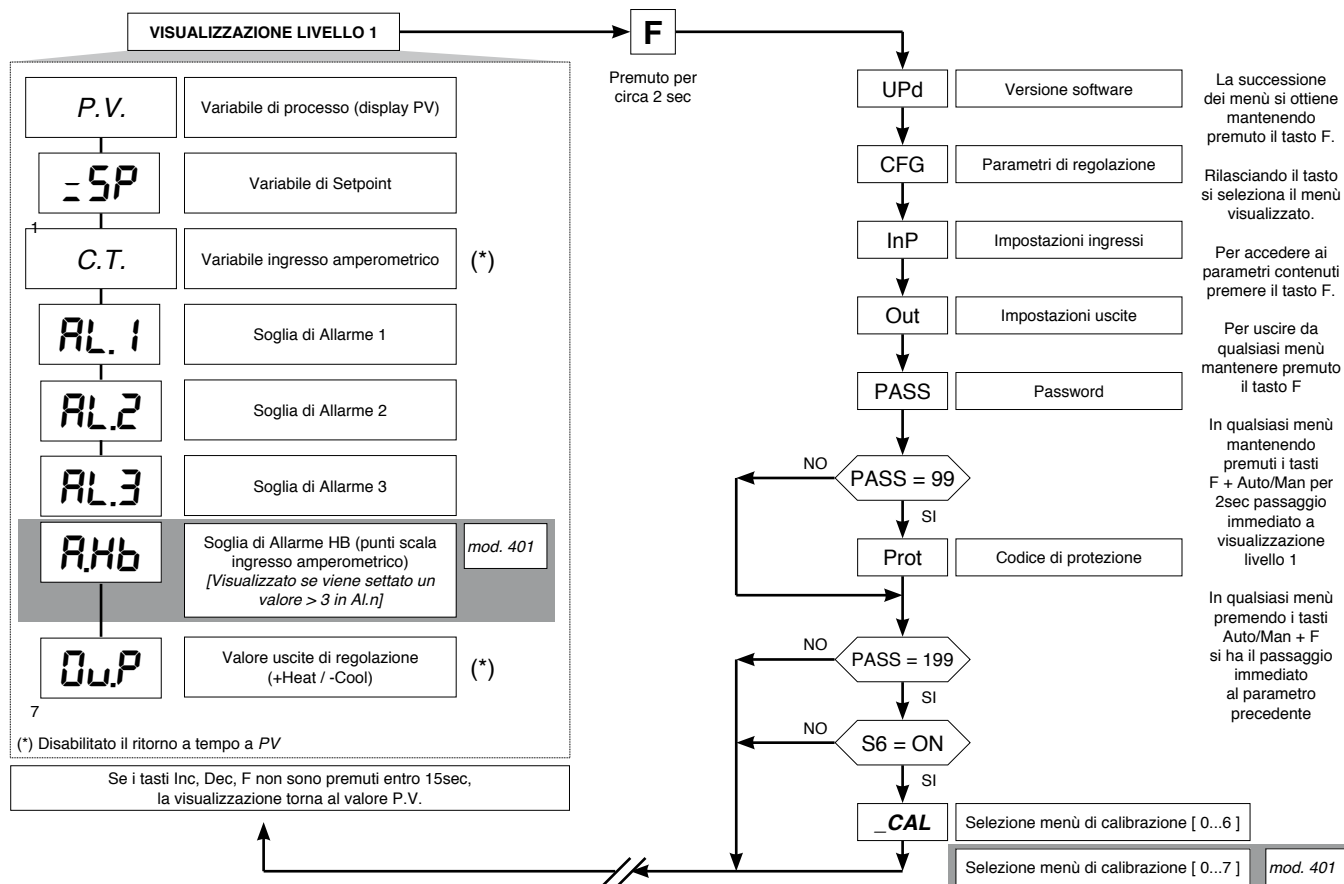 VISUALIZZAZIONE LIVELLO 1
F
Premuto per
circa 2 sec
P.V.
Variabile di processo (display PV)
=SP
Variabile di Setpoint
1
C.T.
Variabile ingresso amperometrico
(*)
AL.1
Soglia di Allarme 1
AL.2
Soglia di Allarme 2
AL.3
Soglia di Allarme 3
A.Hb
Soglia di Allarme HB (punti scala
ingresso amperometrico)
[Visualizzato se viene settato un
valore > 3 in Al.n]
mod. 401
Ou.P
Valore uscite di regolazione
(+Heat / -Cool)
(*)
7
(*) Disabilitato il ritorno a tempo a PV
Se i tasti Inc, Dec, F non sono premuti entro 15sec,
la visualizzazione torna al valore P.V.
UPd
Versione software
CFG
Parametri di regolazione
InP
Impostazioni ingressi
Out
Impostazioni uscite
PASS
Password
NO
PASS = 99
SI
Prot
Codice di protezione
NO
PASS = 199
SI
NO
S6 = ON
SI
_CAL
Selezione menù di calibrazione [ 0...6 ]
Selezione menù di calibrazione [ 0...7 ]
mod. 401
La successione
dei menù si ottiene
mantenendo
premuto il tasto F.
Rilasciando il tasto
si seleziona il menù
visualizzato.
Per accedere ai
parametri contenuti
premere il tasto F.
Per uscire da
qualsiasi menù
mantenere premuto
il tasto F
In qualsiasi menù
mantenendo
premuti i tasti
F + Auto/Man per
2sec passaggio
immediato a
visualizzazione
livello 1
In qualsiasi menù
premendo i tasti
Auto/Man + F
si ha il passaggio
immediato
al parametro
precedente